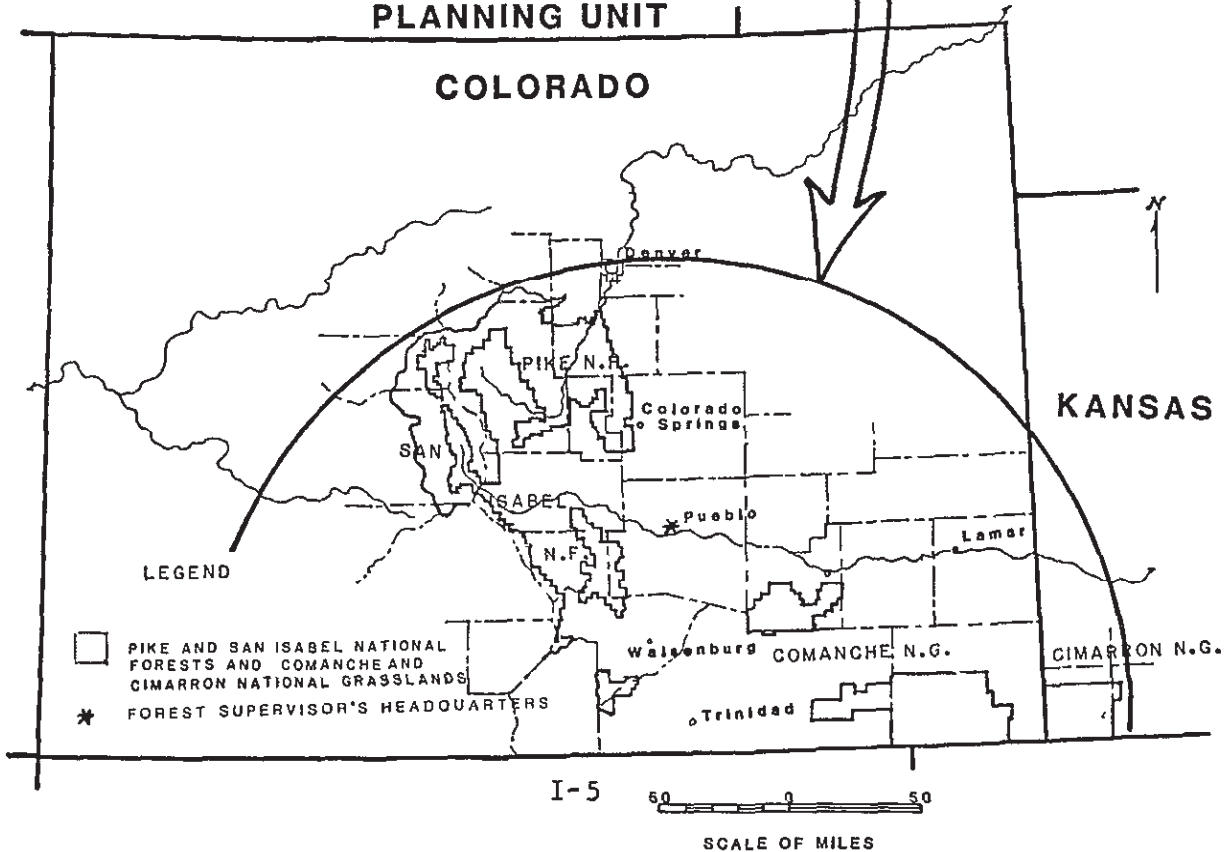 PLANNING UNIT
COLORADO
N
Denver
PIKE N.F.
KANSAS
Colorado
Springs
SAN
ISABEL
Pueblo
Lamar
N.F.
LEGEND
PIKE AND SAN ISABEL NATIONAL
FORESTS AND COMANCHE AND
CIMARRON NATIONAL GRASSLANDS
* FOREST SUPERVISOR'S HEADQUARTERS
Walsenburg
COMANCHE N.G.
CIMARRON N.G.
Trinidad
I-5
50 0 50
SCALE OF MILES